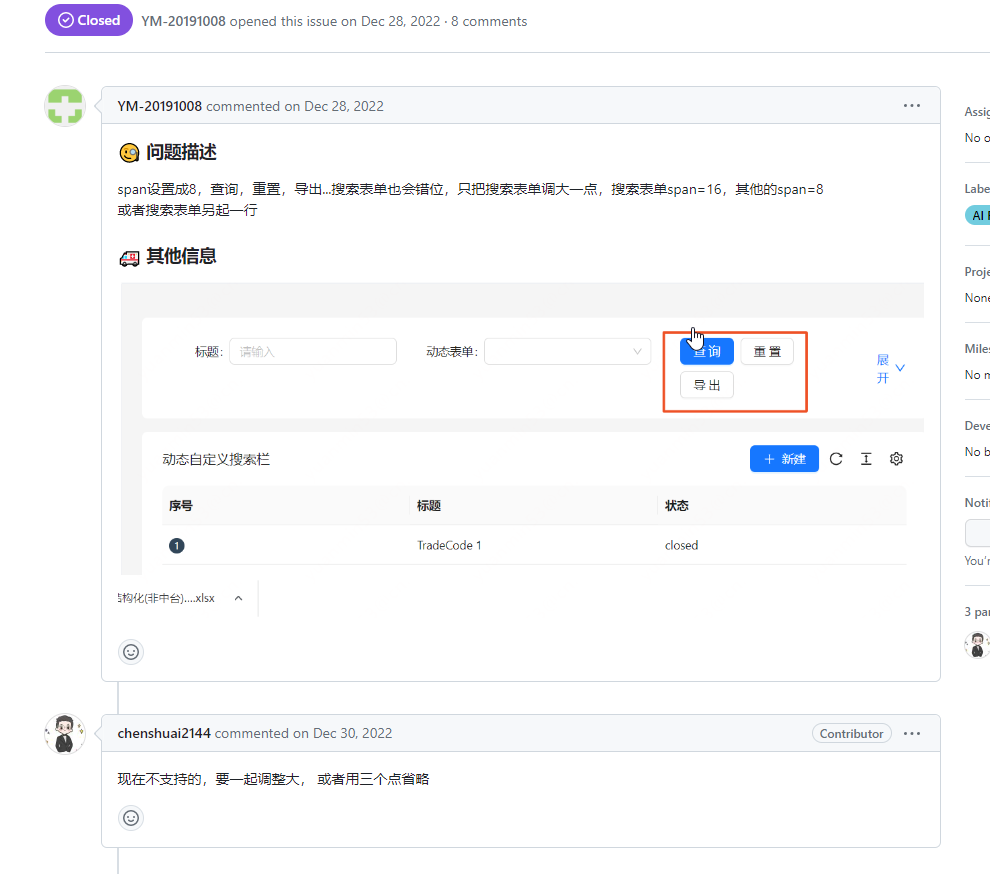 Closed YM-20191008 opened this issue on Dec 28, 2022 · 8 comments
YM-20191008 commented on Dec 28, 2022
问题描述
span设置成8，查询，重置，导出...搜索表单也会错位，只把搜索表单调大一点，搜索表单span=16，其他的span=8
或者搜索表单另起一行
其他信息
标题: 请输入 动态表单: 查询 重置
导出
展
开
动态自定义搜索栏 + 新建
序号 标题 状态
1 TradeCode 1 closed
构化(非中台)....xlsx
chenshuai2144 commented on Dec 30, 2022 Contributor
现在不支持的，要一起调整大， 或者用三个点省略
Assig
No o
Labe
AI
Proje
None
Miles
No m
Deve
No b
Notif
You'r
3 par